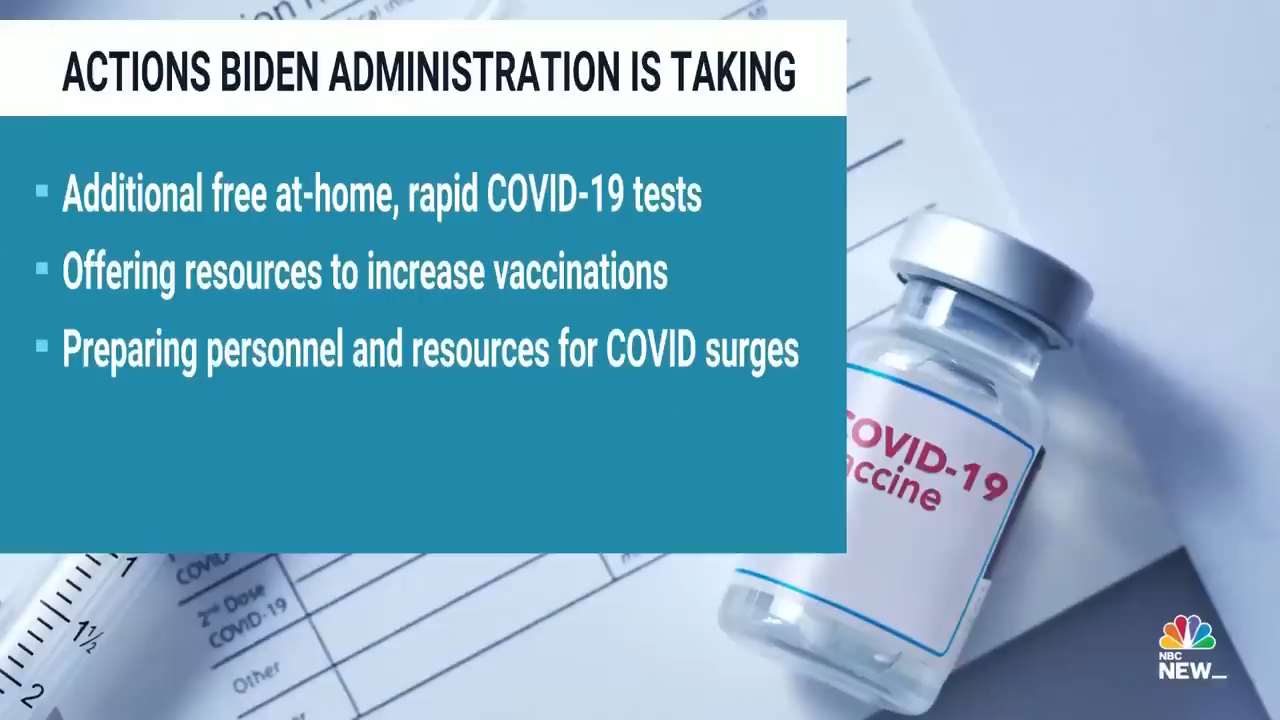 ACTIONS BIDEN ADMINISTRATION IS TAKING
Additional free at-home, rapid COVID-19 tests
Offering resources to increase vaccinations
Preparing personnel and resources for COVID surges
COVID-19
accine
1
1½
2
COVID
2nd Dose
COVID-19
Other
NBC
NEW